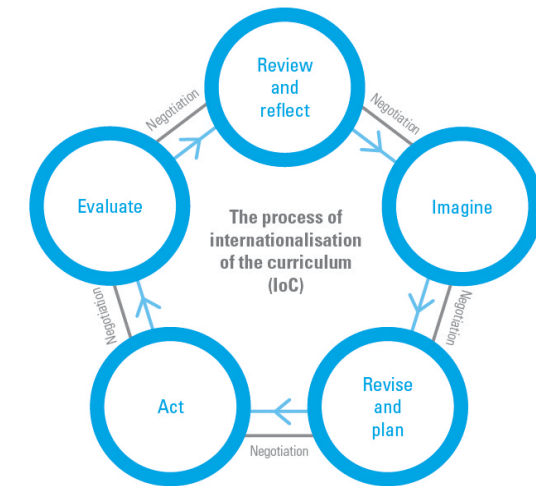 Review
and
reflect
Negotiation
Negotiation
Evaluate
Imagine
The process of
internationalisation
of the curriculum
(IoC)
Negotiation
Negotiation
Act
Revise
and
plan
Negotiation